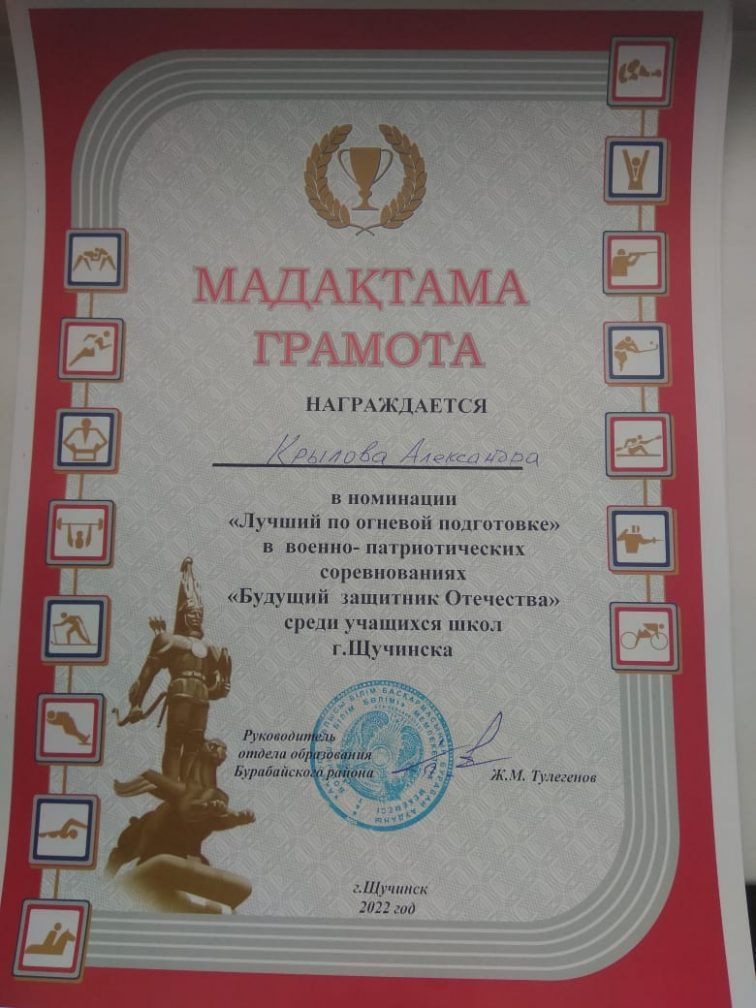 МАДАҚТАМА
ГРАМОТА
НАГРАЖДАЕТСЯ
Крылова Александра
в номинации
«Лучший по огневой подготовке»
в военно- патриотических
соревнованиях
«Будущий защитник Отечества»
среди учащихся школ
г.Щучинска
Руководитель
отдела образования
Бурабайского района
Ж.М. Тулегенов
г.Щучинск
2022 год